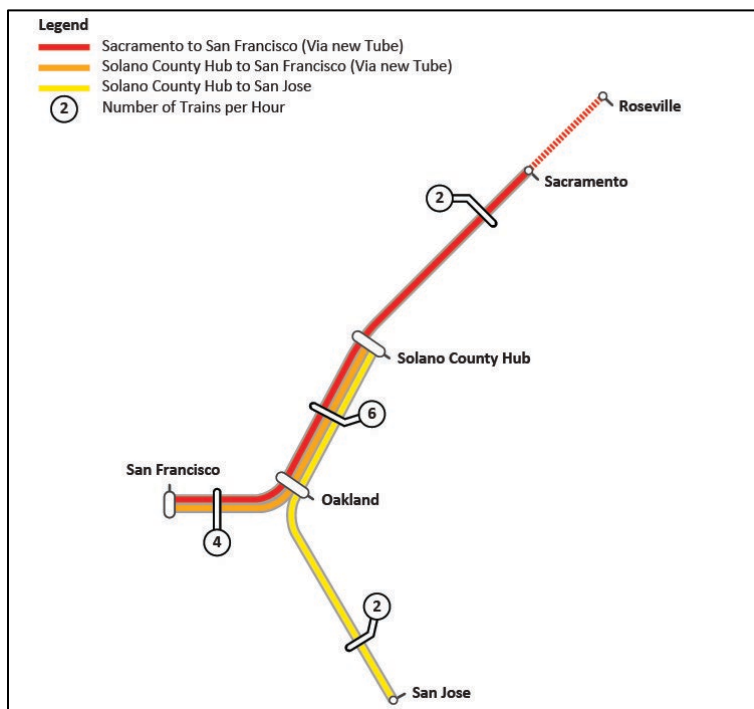 Legend
Sacramento to San Francisco (Via new Tube)
Solano County Hub to San Francisco (Via new Tube)
Solano County Hub to San Jose
2 Number of Trains per Hour
Roseville
Sacramento
2
Solano County Hub
6
San Francisco
Oakland
4
2
San Jose